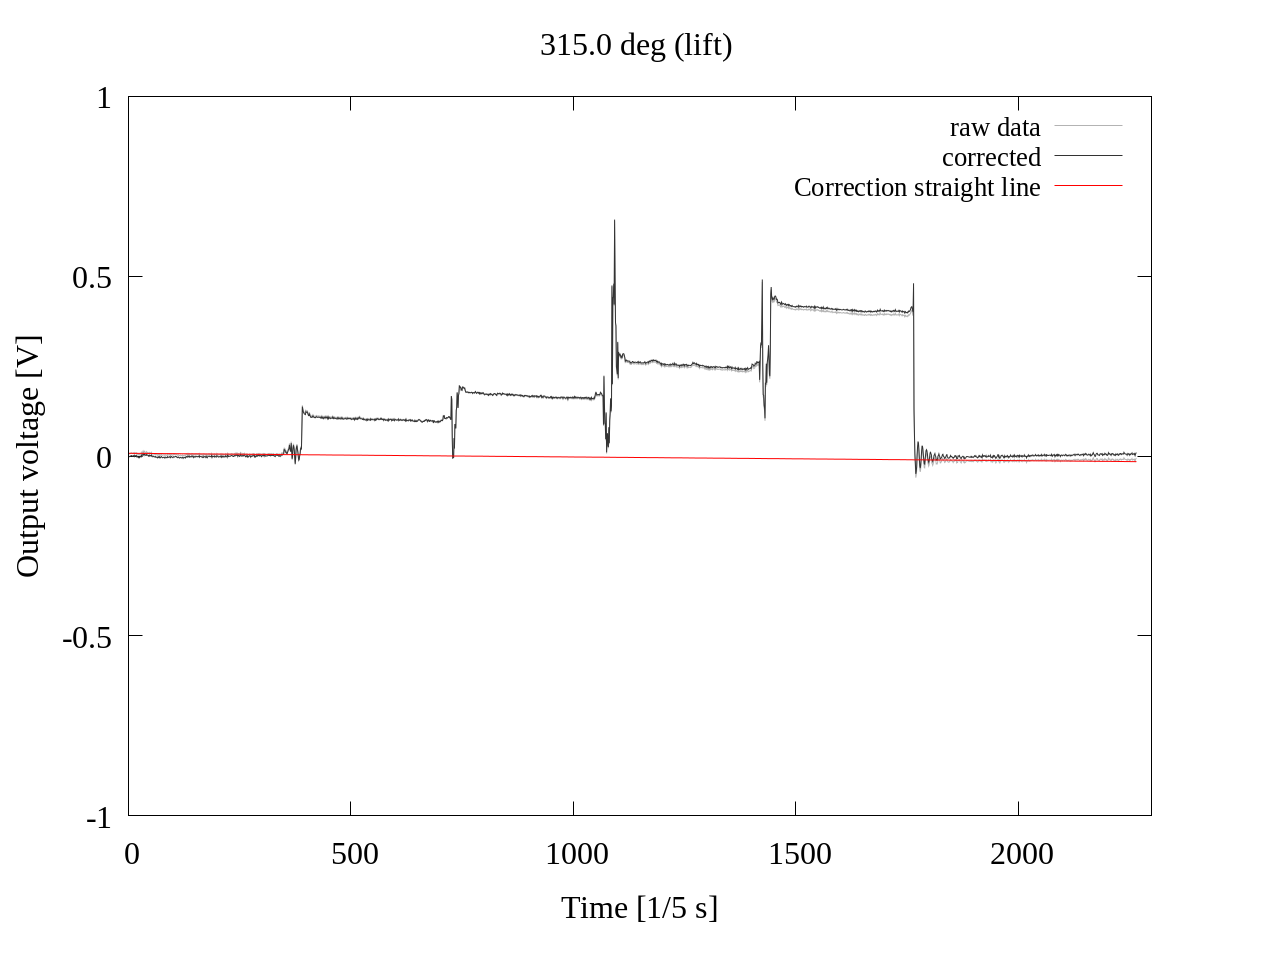 315.0 deg (lift)
1
raw data
corrected
Correction straight line
0.5
0
-0.5
-1
Output voltage [V]
0 500 1000 1500 2000
Time [1/5 s]